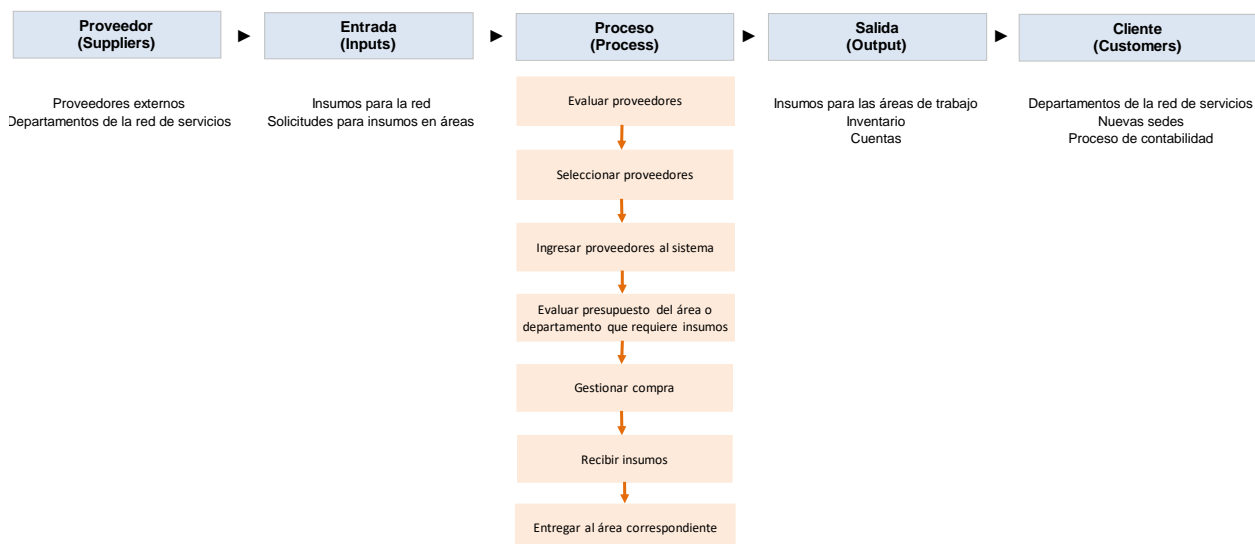 Proveedor
(Suppliers)
►
Entrada
(Inputs)
►
Proceso
(Process)
►
Salida
(Output)
►
Cliente
(Customers)
Proveedores externos
Departamentos de la red de servicios
Insumos para la red
Solicitudes para insumos en áreas
Evaluar proveedores
Seleccionar proveedores
Ingresar proveedores al sistema
Evaluar presupuesto del área o
departamento que requiere insumos
Gestionar compra
Recibir insumos
Entregar al área correspondiente
Insumos para las áreas de trabajo
Inventario
Cuentas
Departamentos de la red de servicios
Nuevas sedes
Proceso de contabilidad